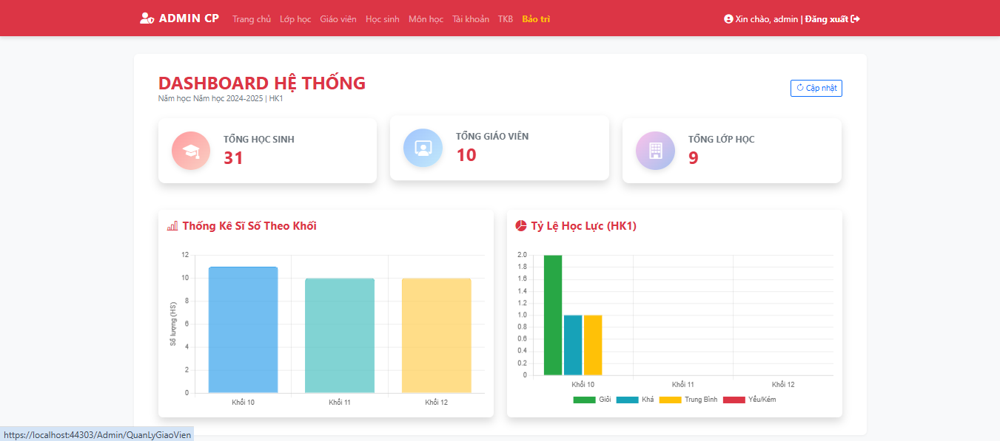 ADMIN CP Trang chủ Lớp học Giáo viên Học sinh Môn học Tài khoản TKB Bảo trì Xin chào, admin | Đăng xuất
DASHBOARD HỆ THỐNG
Năm học: Năm học 2024-2025 | HK1
Cập nhật
TỔNG HỌC SINH
31
TỔNG GIÁO VIÊN
10
TỔNG LỚP HỌC
9
Thống Kê Sĩ Số Theo Khối
12
10
8
6
4
2
0
Số lượng (HS)
Khối 10 Khối 11 Khối 12
Tỷ Lệ Học Lực (HK1)
2.0
1.8
1.6
1.4
1.2
1.0
0.8
0.6
0.4
0.2
0
Khối 10 Khối 11 Khối 12
Giỏi Khá Trung Bình Yếu/Kém
https://localhost:44303/Admin/QuanLyGiaoVien